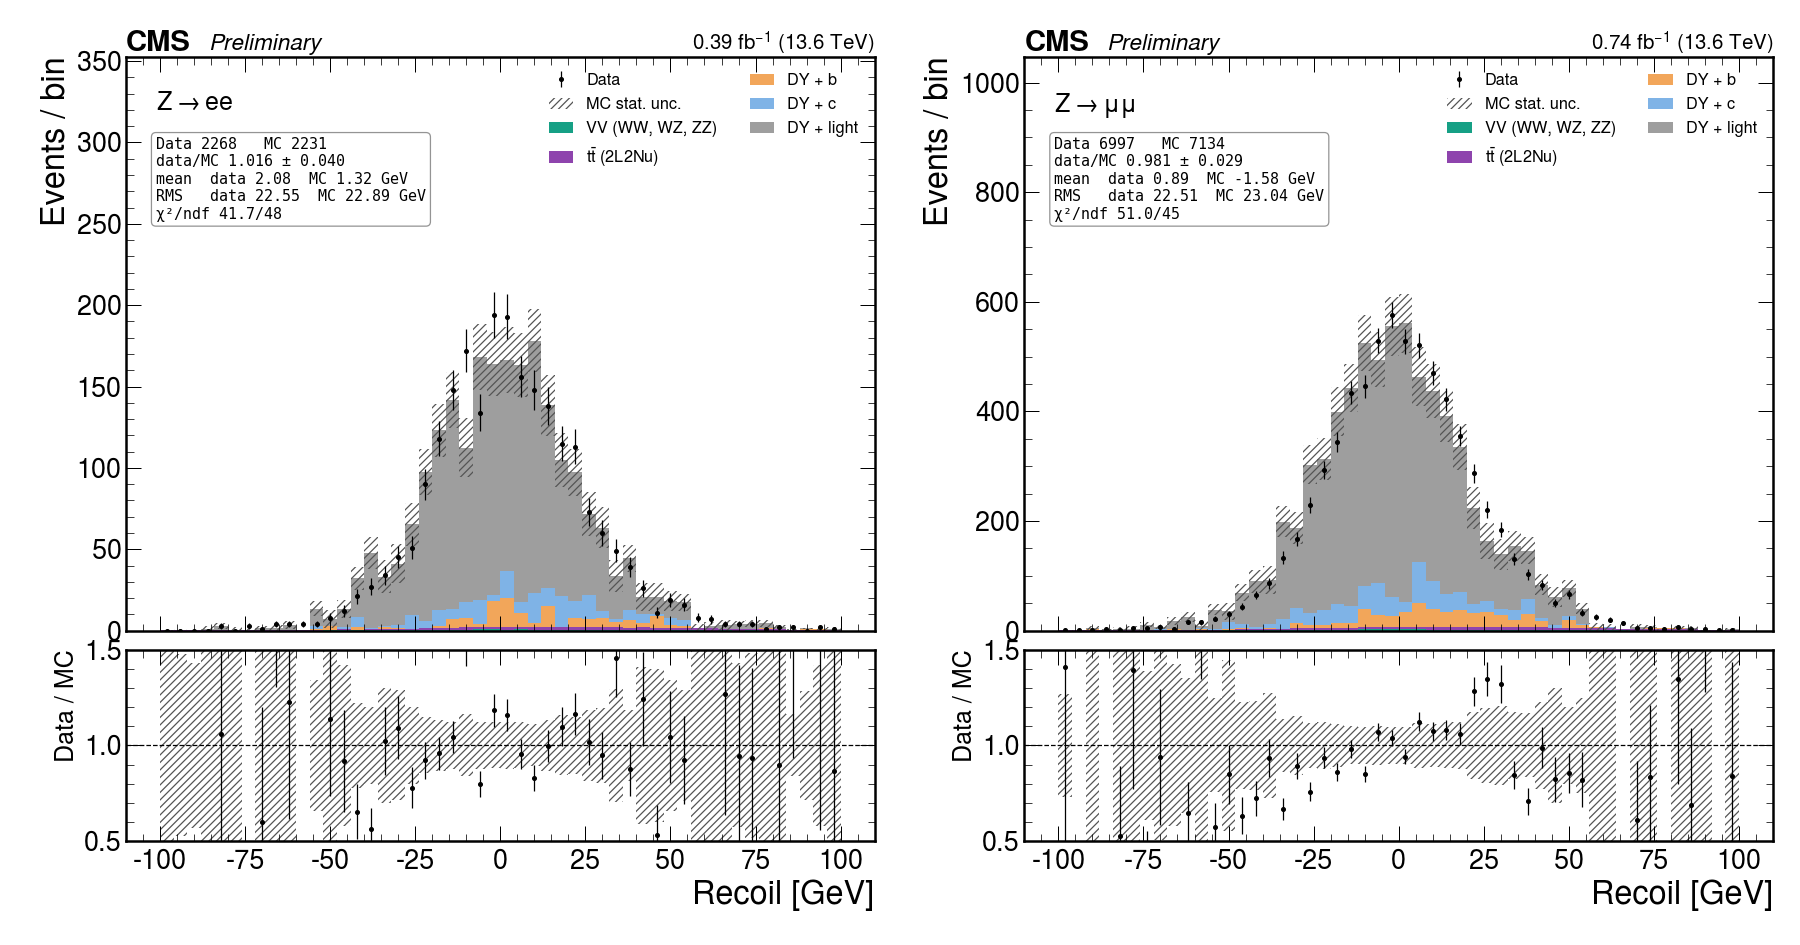 CMS Preliminary 0.39 fb⁻¹ (13.6 TeV)
Events / bin
350
300
250
200
150
100
50
0
Z → ee
Data 2268 MC 2231
data/MC 1.016 ± 0.040
mean data 2.08 MC 1.32 GeV
RMS data 22.55 MC 22.89 GeV
χ²/ndf 41.7/48
Data
MC stat. unc.
VV (WW, WZ, ZZ)
tt̄ (2L2Nu)
DY + b
DY + c
DY + light
Data / MC
1.5
1.0
0.5
-100 -75 -50 -25 0 25 50 75 100
Recoil [GeV]
CMS Preliminary 0.74 fb⁻¹ (13.6 TeV)
Events / bin
1000
800
600
400
200
0
Z → μμ
Data 6997 MC 7134
data/MC 0.981 ± 0.029
mean data 0.89 MC -1.58 GeV
RMS data 22.51 MC 23.04 GeV
χ²/ndf 51.0/45
Data
MC stat. unc.
VV (WW, WZ, ZZ)
tt̄ (2L2Nu)
DY + b
DY + c
DY + light
Data / MC
1.5
1.0
0.5
-100 -75 -50 -25 0 25 50 75 100
Recoil [GeV]